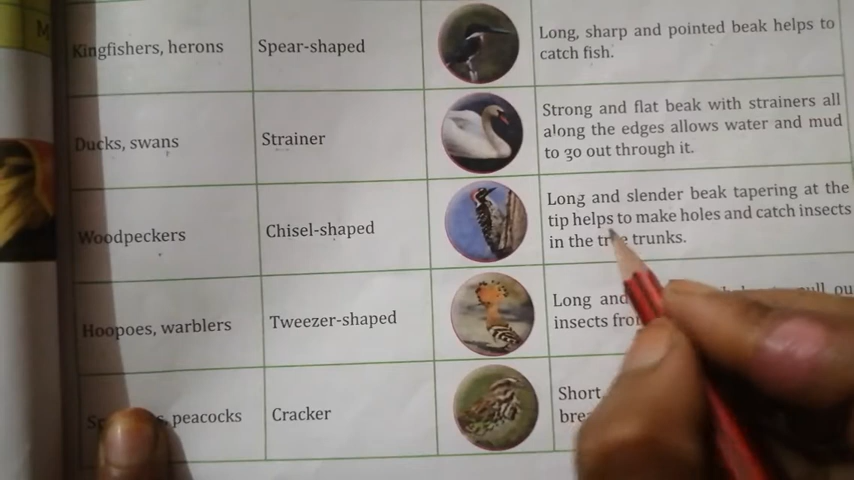 M
Kingfishers, herons
Spear-shaped
Long, sharp and pointed beak helps to
catch fish.
Ducks, swans
Strainer
Strong and flat beak with strainers all
along the edges allows water and mud
to go out through it.
Woodpeckers
Chisel-shaped
Long and slender beak tapering at the
tip helps to make holes and catch insects
in the tree trunks.
Hoopoes, warblers
Tweezer-shaped
Long and
insects
peacocks
Cracker
Short